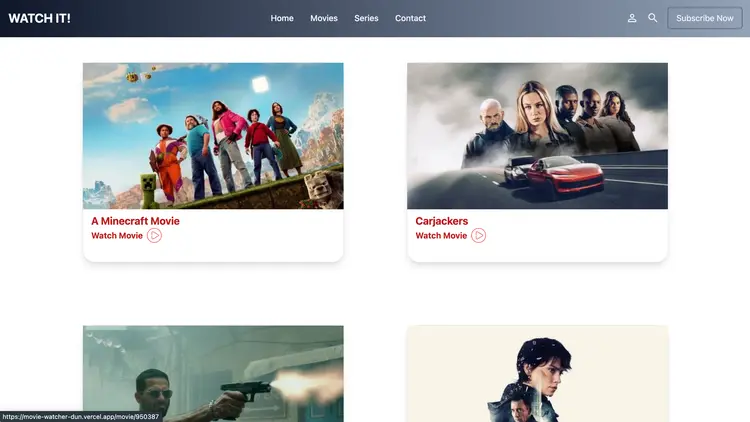 WATCH IT!
Home Movies Series Contact
Subscribe Now
A Minecraft Movie
Watch Movie
Carjackers
Watch Movie
https://movie-watcher-dun.vercel.app/movie/950387